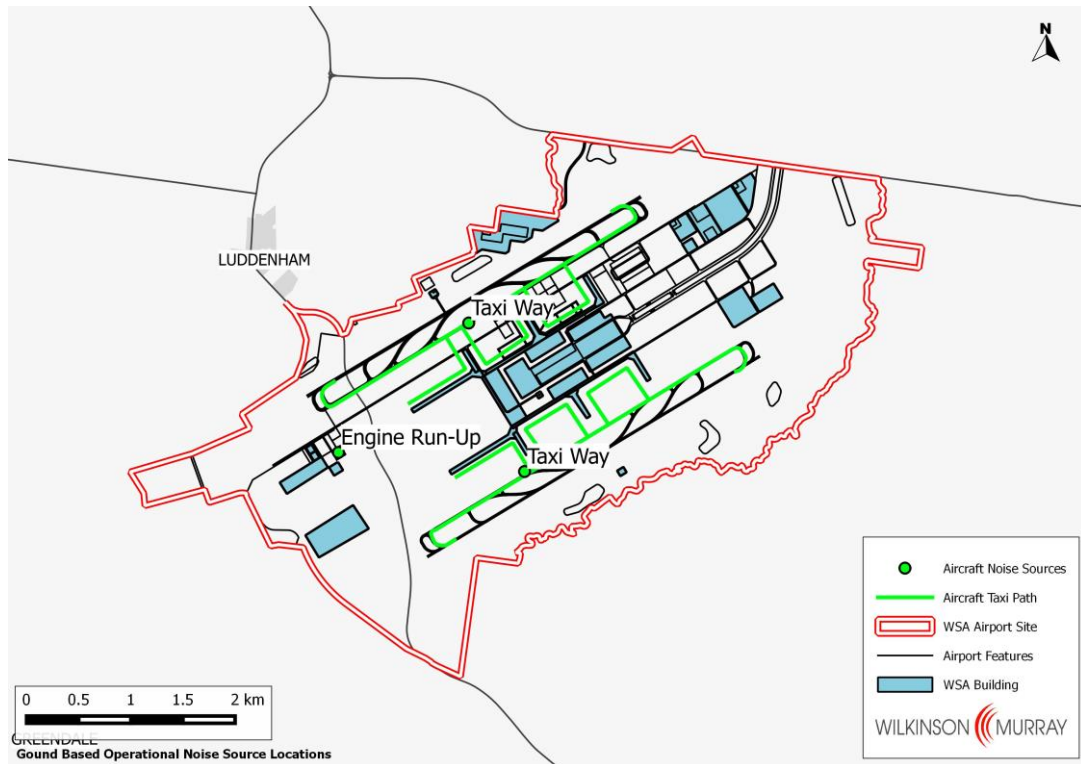 N
LUDDENHAM
Taxi Way
Engine Run-Up
Taxi Way
Aircraft Noise Sources
Aircraft Taxi Path
WSA Airport Site
Airport Features
WSA Building
WILKINSON MURRAY
0 0.5 1 1.5 2 km
GREENDALE
Gound Based Operational Noise Source Locations